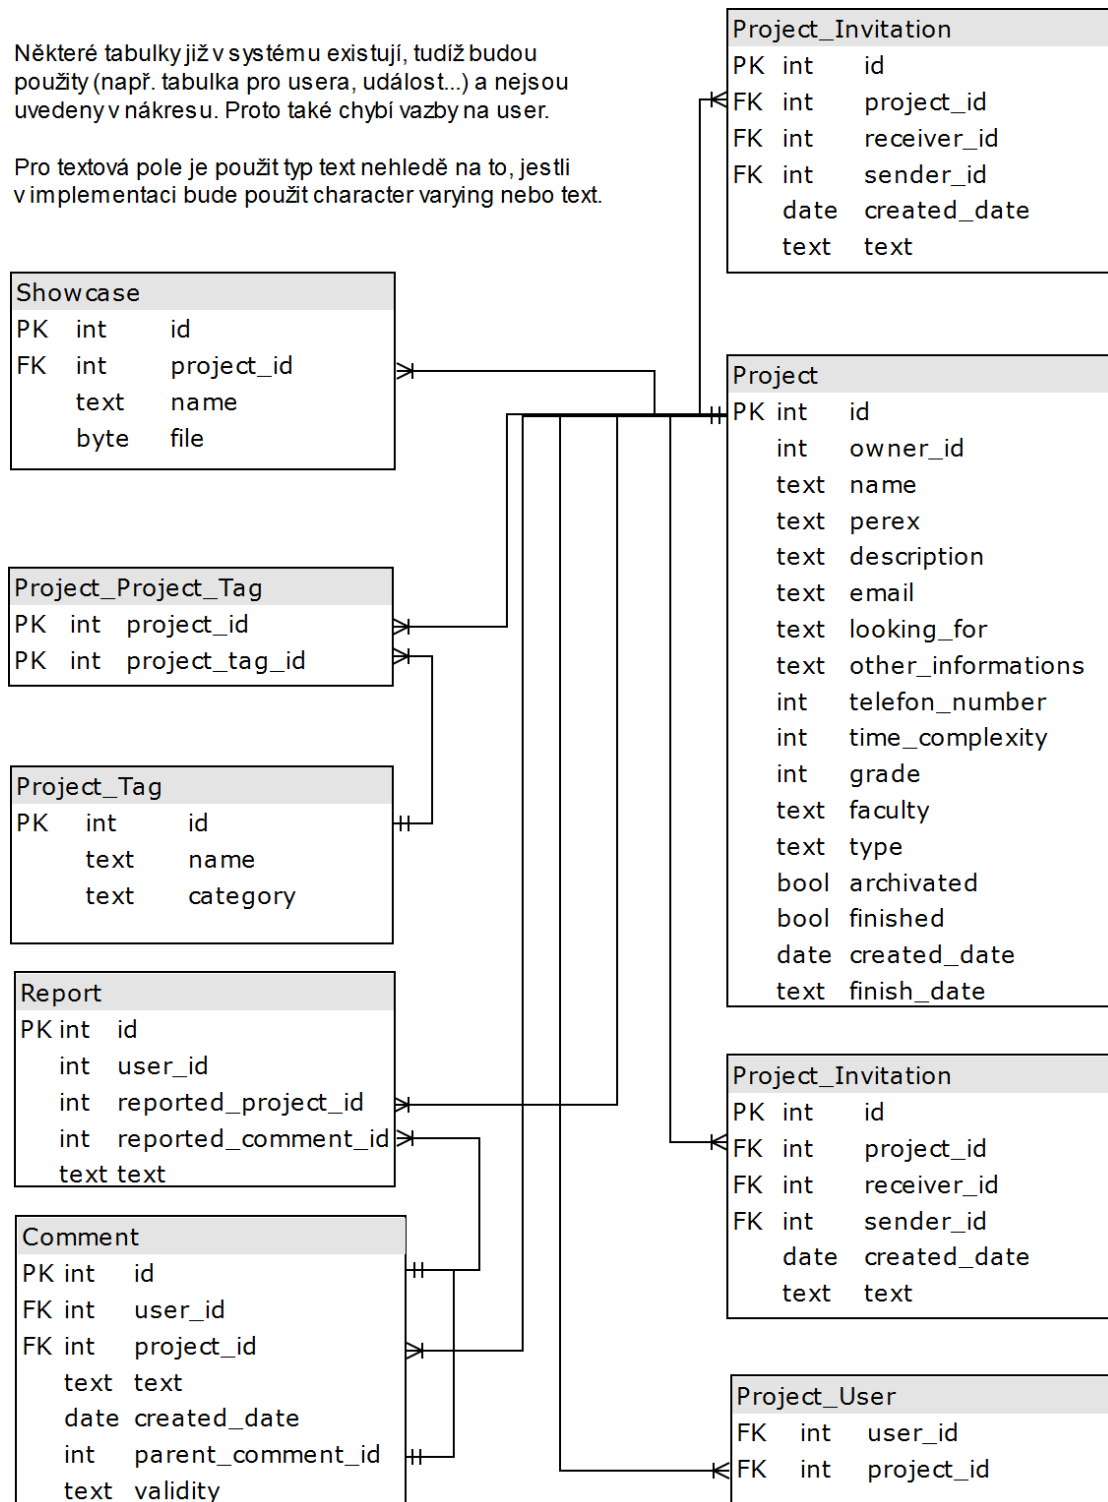 Některé tabulky již v systému existují, tudíž budou
použity (např. tabulka pro usera, událost...) a nejsou
uvedeny v nákresu. Proto také chybí vazby na user.
Pro textová pole je použit typ text nehledě na to, jestli
v implementaci bude použit character varying nebo text.
Showcase
PK int id
FK int project_id
text name
byte file
Project_Project_Tag
PK int project_id
PK int project_tag_id
Project_Tag
PK int id
text name
text category
Report
PK int id
int user_id
int reported_project_id
int reported_comment_id
text text
Comment
PK int id
FK int user_id
FK int project_id
text text
date created_date
int parent_comment_id
text validity
Project_Invitation
PK int id
FK int project_id
FK int receiver_id
FK int sender_id
date created_date
text text
Project
PK int id
int owner_id
text name
text perex
text description
text email
text looking_for
text other_informations
int telefon_number
int time_complexity
int grade
text faculty
text type
bool archivated
bool finished
date created_date
text finish_date
Project_Invitation
PK int id
FK int project_id
FK int receiver_id
FK int sender_id
date created_date
text text
Project_User
FK int user_id
FK int project_id